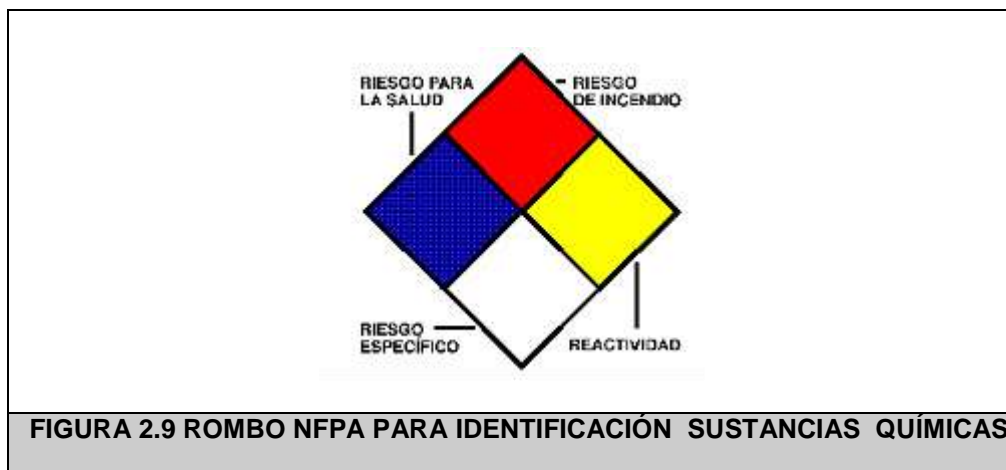 RIESGO PARA
LA SALUD
RIESGO
DE INCENDIO
RIESGO
ESPECÍFICO
REACTIVIDAD
FIGURA 2.9 ROMBO NFPA PARA IDENTIFICACIÓN SUSTANCIAS QUÍMICAS